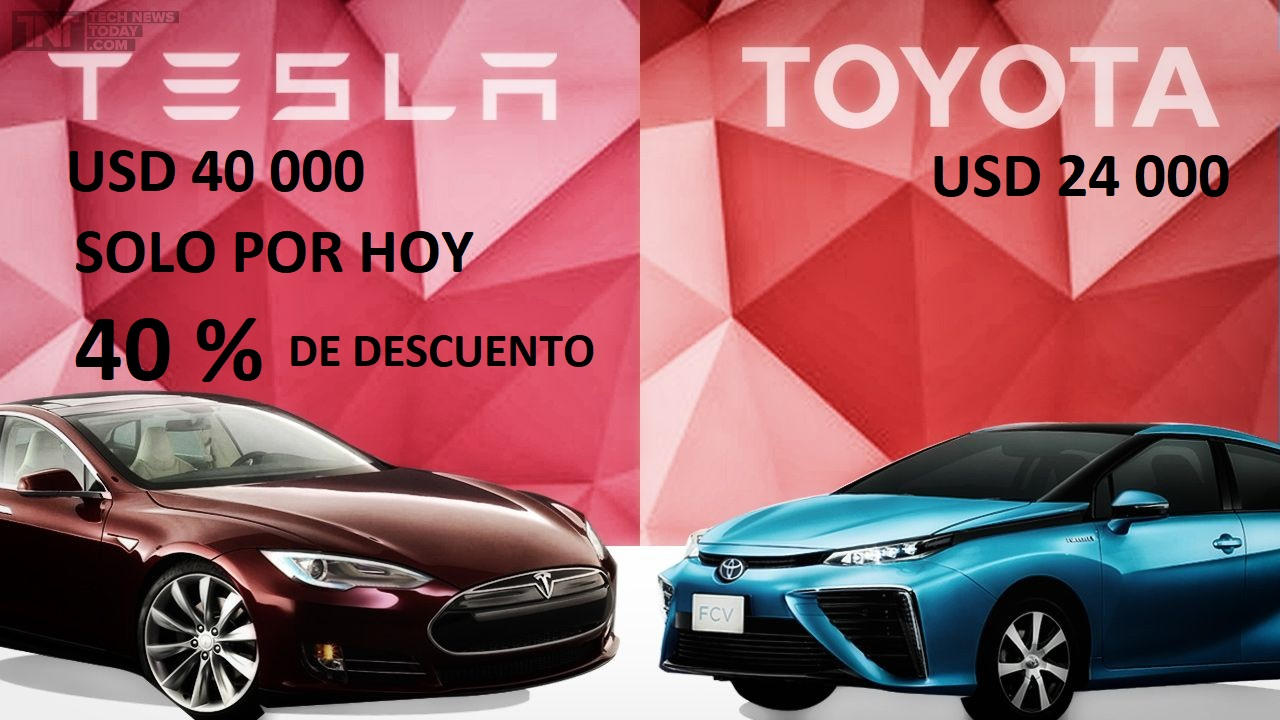 TNT TECH NEWS
TODAY
.COM
TESLA
USD 40 000
SOLO POR HOY
40 % DE DESCUENTO
TOYOTA
USD 24 000
FCV